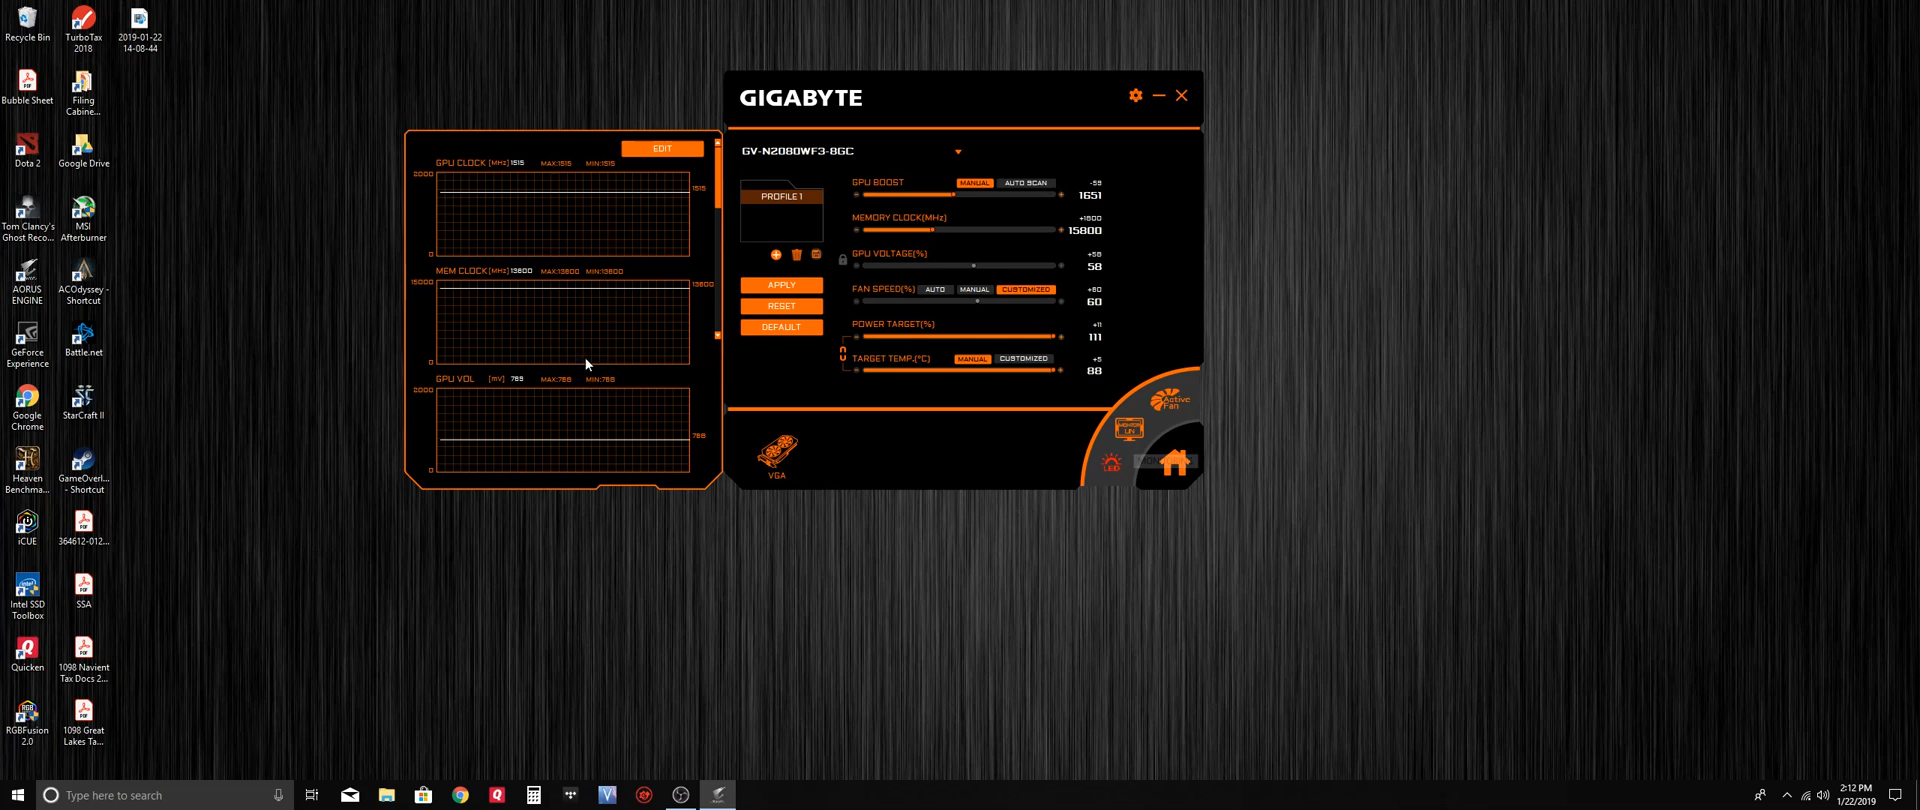 Recycle Bin
TurboTax
2018
2019-01-22
14-08-44
Bubble Sheet
Filing
Cabine...
Dota 2
Google Drive
Tom Clancy's
Ghost Reco...
MSI
Afterburner
AORUS
ENGINE
ACOdyssey -
Shortcut
GeForce
Experience
Battle.net
Google
Chrome
StarCraft II
Heaven
Benchma...
GameOverl...
- Shortcut
iCUE
364612-012...
Intel SSD
Toolbox
SSA
Quicken
1098 Navient
Tax Docs 2...
RGBFusion
2.0
1098 Great
Lakes Ta...
EDIT
GPU CLOCK [MHz] 1515 MAX:1515 MIN:1515
2000
1515
0
MEM CLOCK [MHz] 13800 MAX:13800 MIN:13800
15000
13800
0
GPU VOL [mV] 789 MAX:789 MIN:789
2000
789
0
GIGABYTE
GV-N2080WF3-8GC
PROFILE 1
APPLY
RESET
DEFAULT
GPU BOOST MANUAL AUTO SCAN -59
1651
MEMORY CLOCK(MHz) +1800
15800
GPU VOLTAGE(%) +58
58
FAN SPEED(%) AUTO MANUAL CUSTOMIZED +60
60
POWER TARGET(%) +11
111
TARGET TEMP.(°C) MANUAL CUSTOMIZED +5
88
VGA
Active
Fan
LED
Type here to search
2:12 PM
1/22/2019